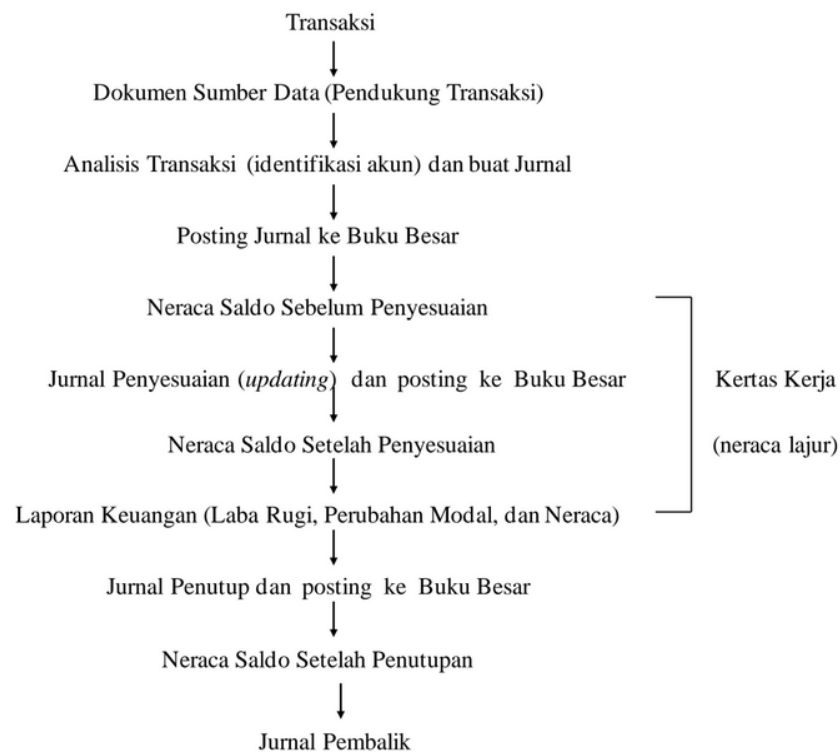 Transaksi
Dokumen Sumber Data (Pendukung Transaksi)
Analisis Transaksi (identifikasi akun) dan buat Jurnal
Posting Jurnal ke Buku Besar
Neraca Saldo Sebelum Penyesuaian
Jurnal Penyesuaian (updating) dan posting ke Buku Besar
Kertas Kerja
Neraca Saldo Setelah Penyesuaian
(neraca lajur)
Laporan Keuangan (Laba Rugi, Perubahan Modal, dan Neraca)
Jurnal Penutup dan posting ke Buku Besar
Neraca Saldo Setelah Penutupan
Jurnal Pembalik